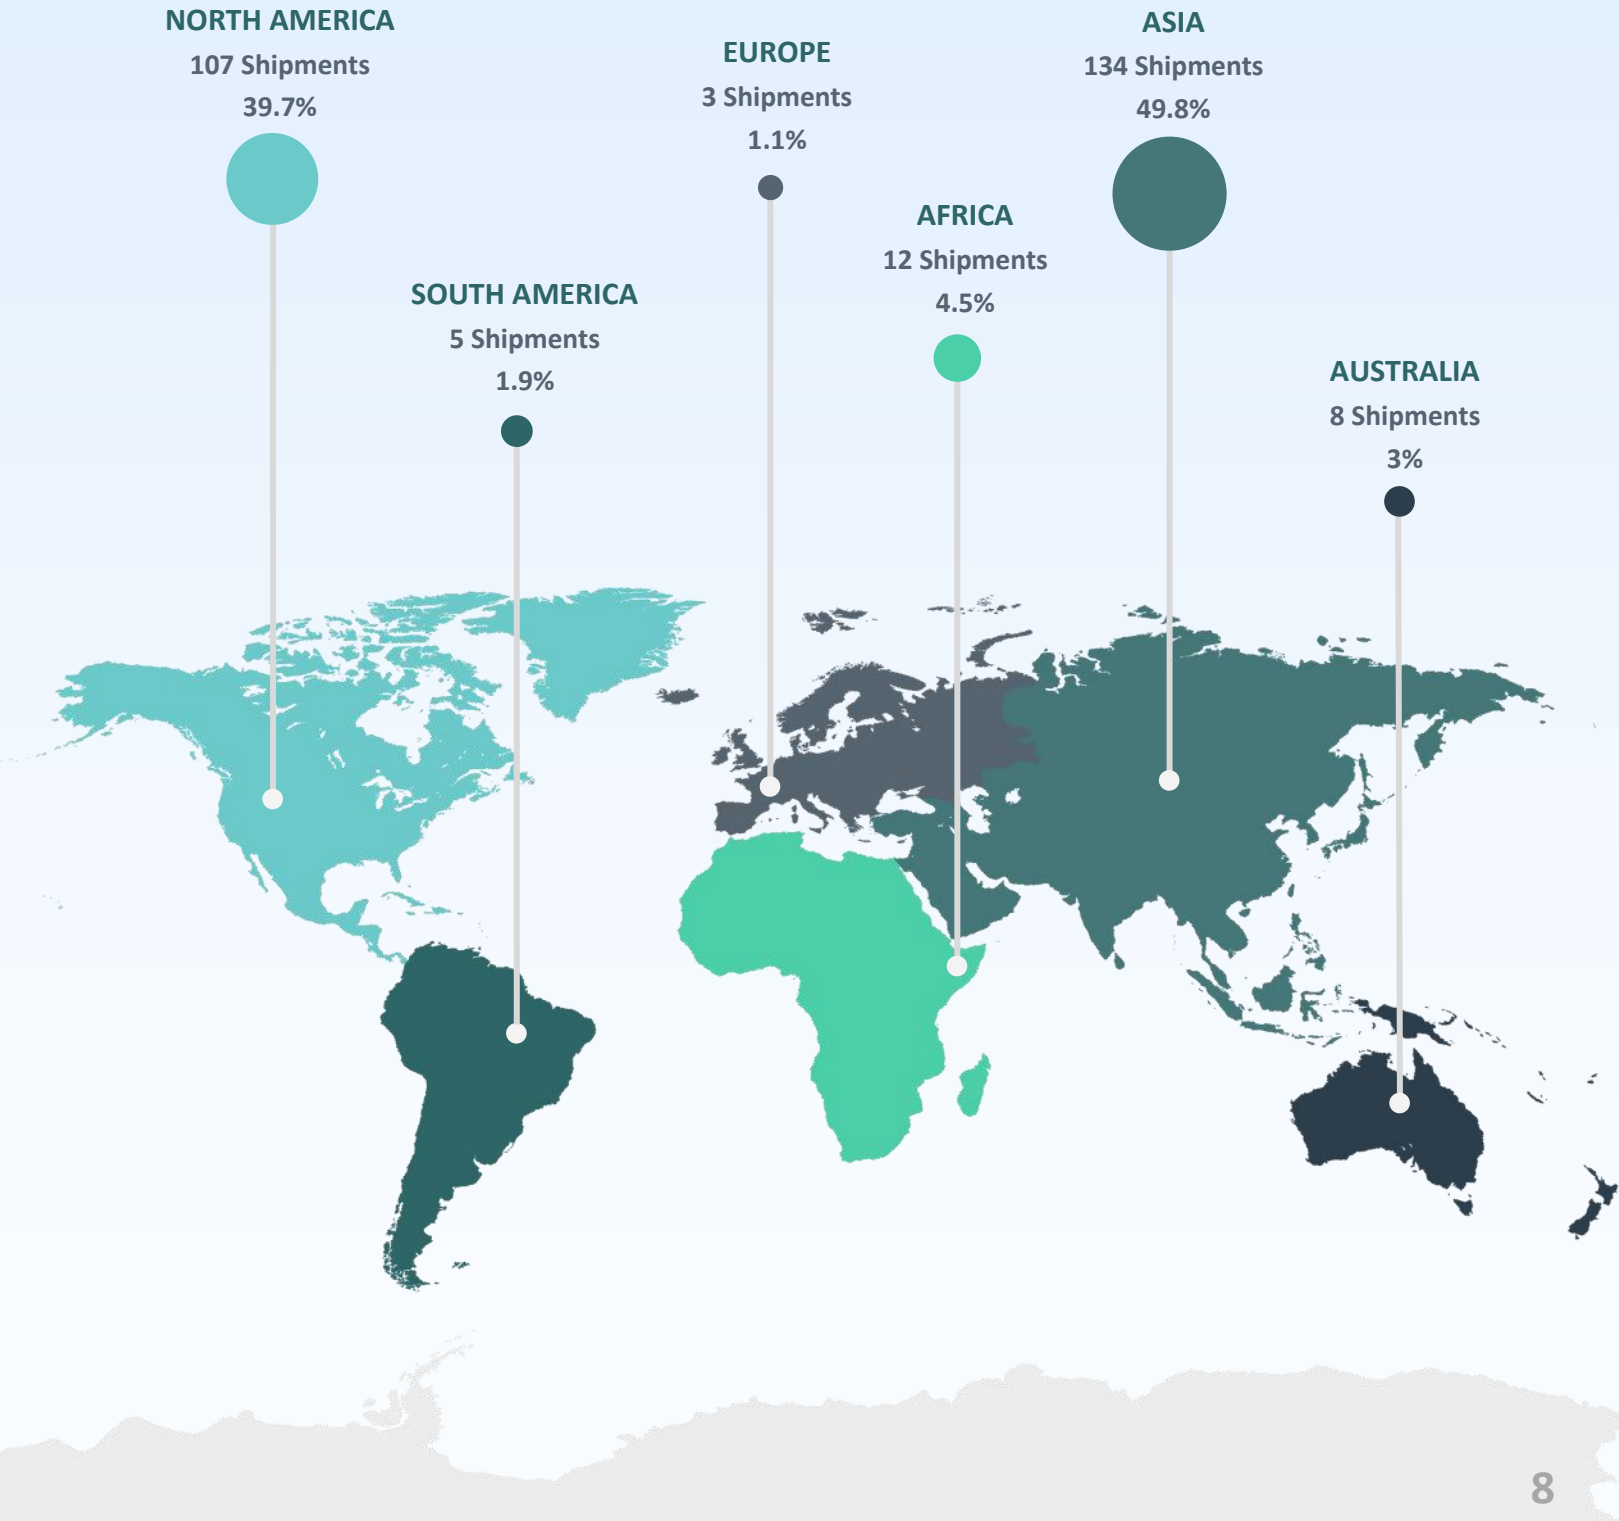 NORTH AMERICA
107 Shipments
39.7%
SOUTH AMERICA
5 Shipments
1.9%
EUROPE
3 Shipments
1.1%
AFRICA
12 Shipments
4.5%
ASIA
134 Shipments
49.8%
AUSTRALIA
8 Shipments
3%
8